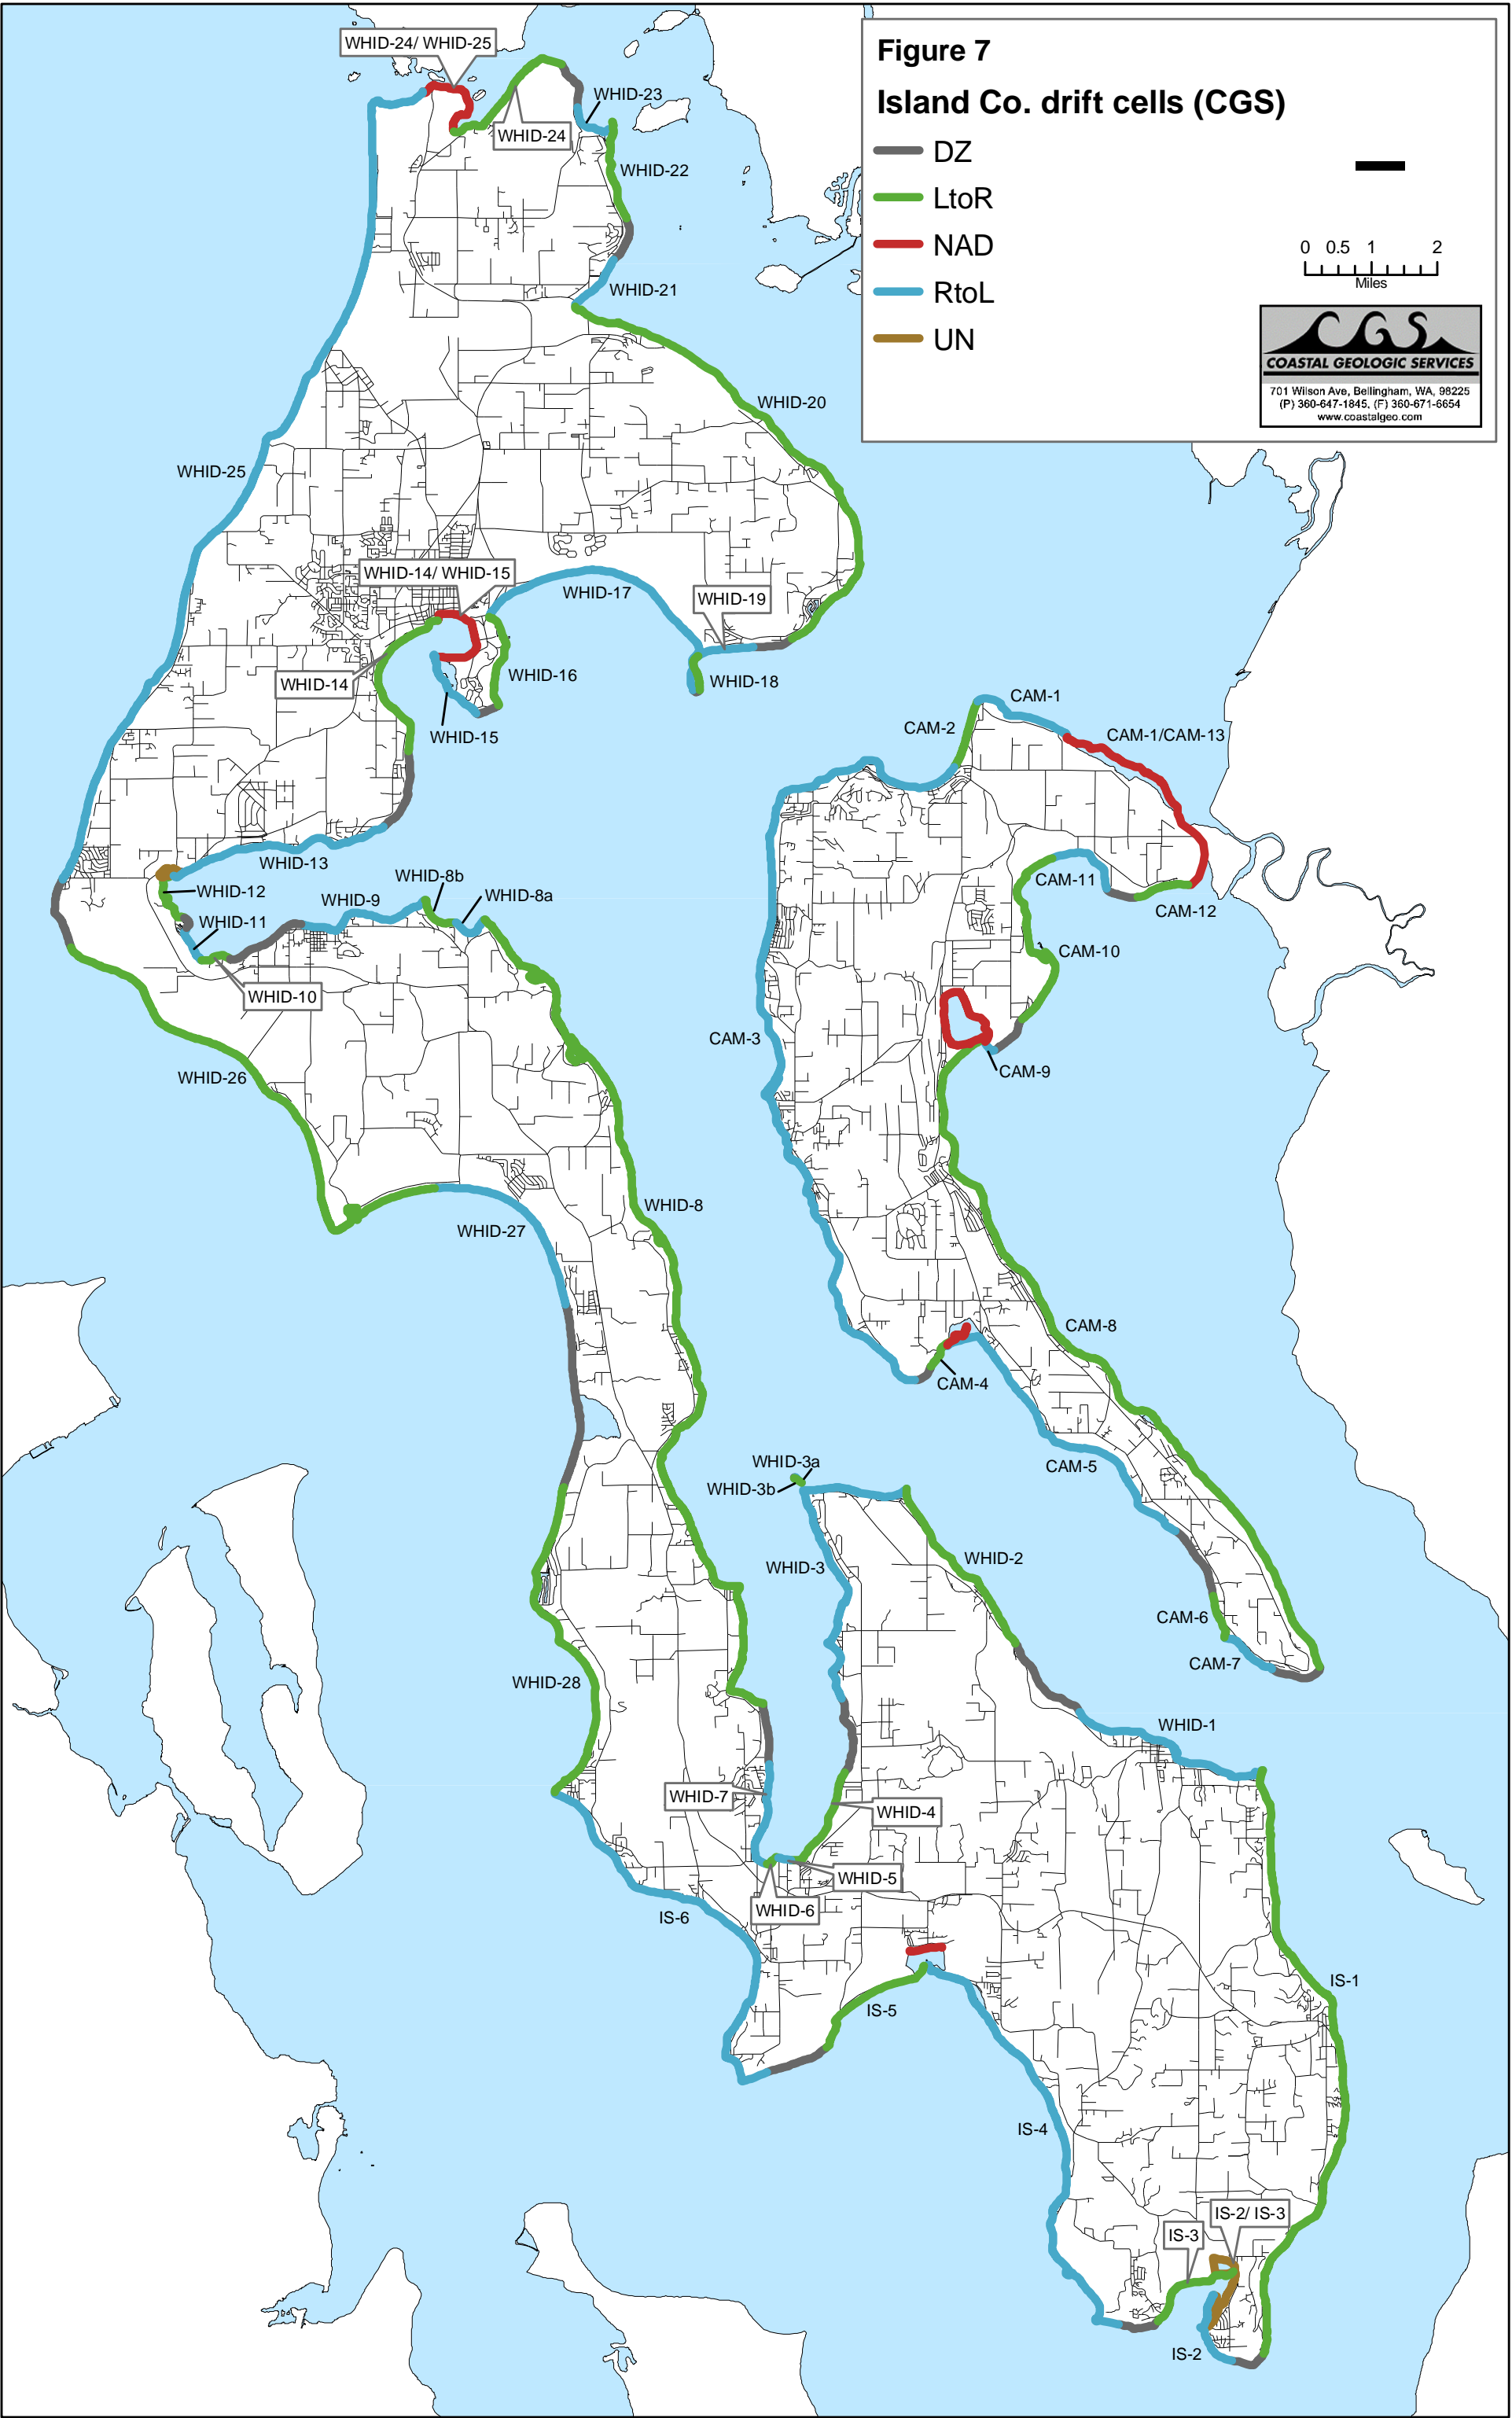 Figure 7
Island Co. drift cells (CGS)
DZ
LtoR
NAD
RtoL
UN
0 0.5 1 2
Miles
CGS
COASTAL GEOLOGIC SERVICES
701 Wilson Ave, Bellingham, WA, 98225
(P) 360-647-1845, (F) 360-671-6654
www.coastalgeo.com
WHID-24/ WHID-25
WHID-23
WHID-24
WHID-22
WHID-21
WHID-20
WHID-25
WHID-14/ WHID-15
WHID-17
WHID-19
WHID-16
WHID-14
WHID-18
WHID-15
CAM-1
CAM-2
CAM-1/CAM-13
WHID-13
WHID-8b
WHID-12
WHID-9
WHID-8a
CAM-11
WHID-11
CAM-12
CAM-10
WHID-10
CAM-3
WHID-26
CAM-9
WHID-8
WHID-27
CAM-8
CAM-4
WHID-3a
CAM-5
WHID-3b
WHID-2
WHID-3
CAM-6
CAM-7
WHID-28
WHID-1
WHID-7
WHID-4
WHID-5
WHID-6
IS-6
IS-1
IS-5
IS-4
IS-2/ IS-3
IS-3
IS-2